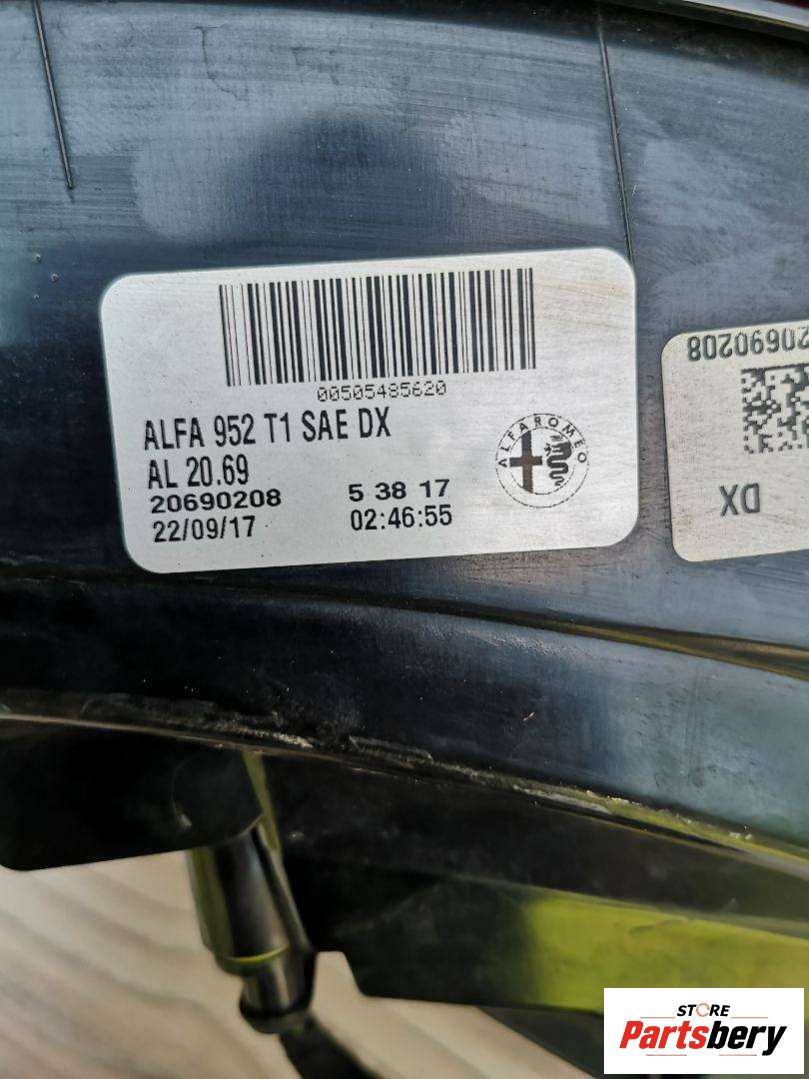 00505485620
ALFA 952 T1 SAE DX
AL 20.69
20690208 5 38 17
22/09/17 02:46:55
ALFA ROMEO
20690208
DX
STORE
Partsbery